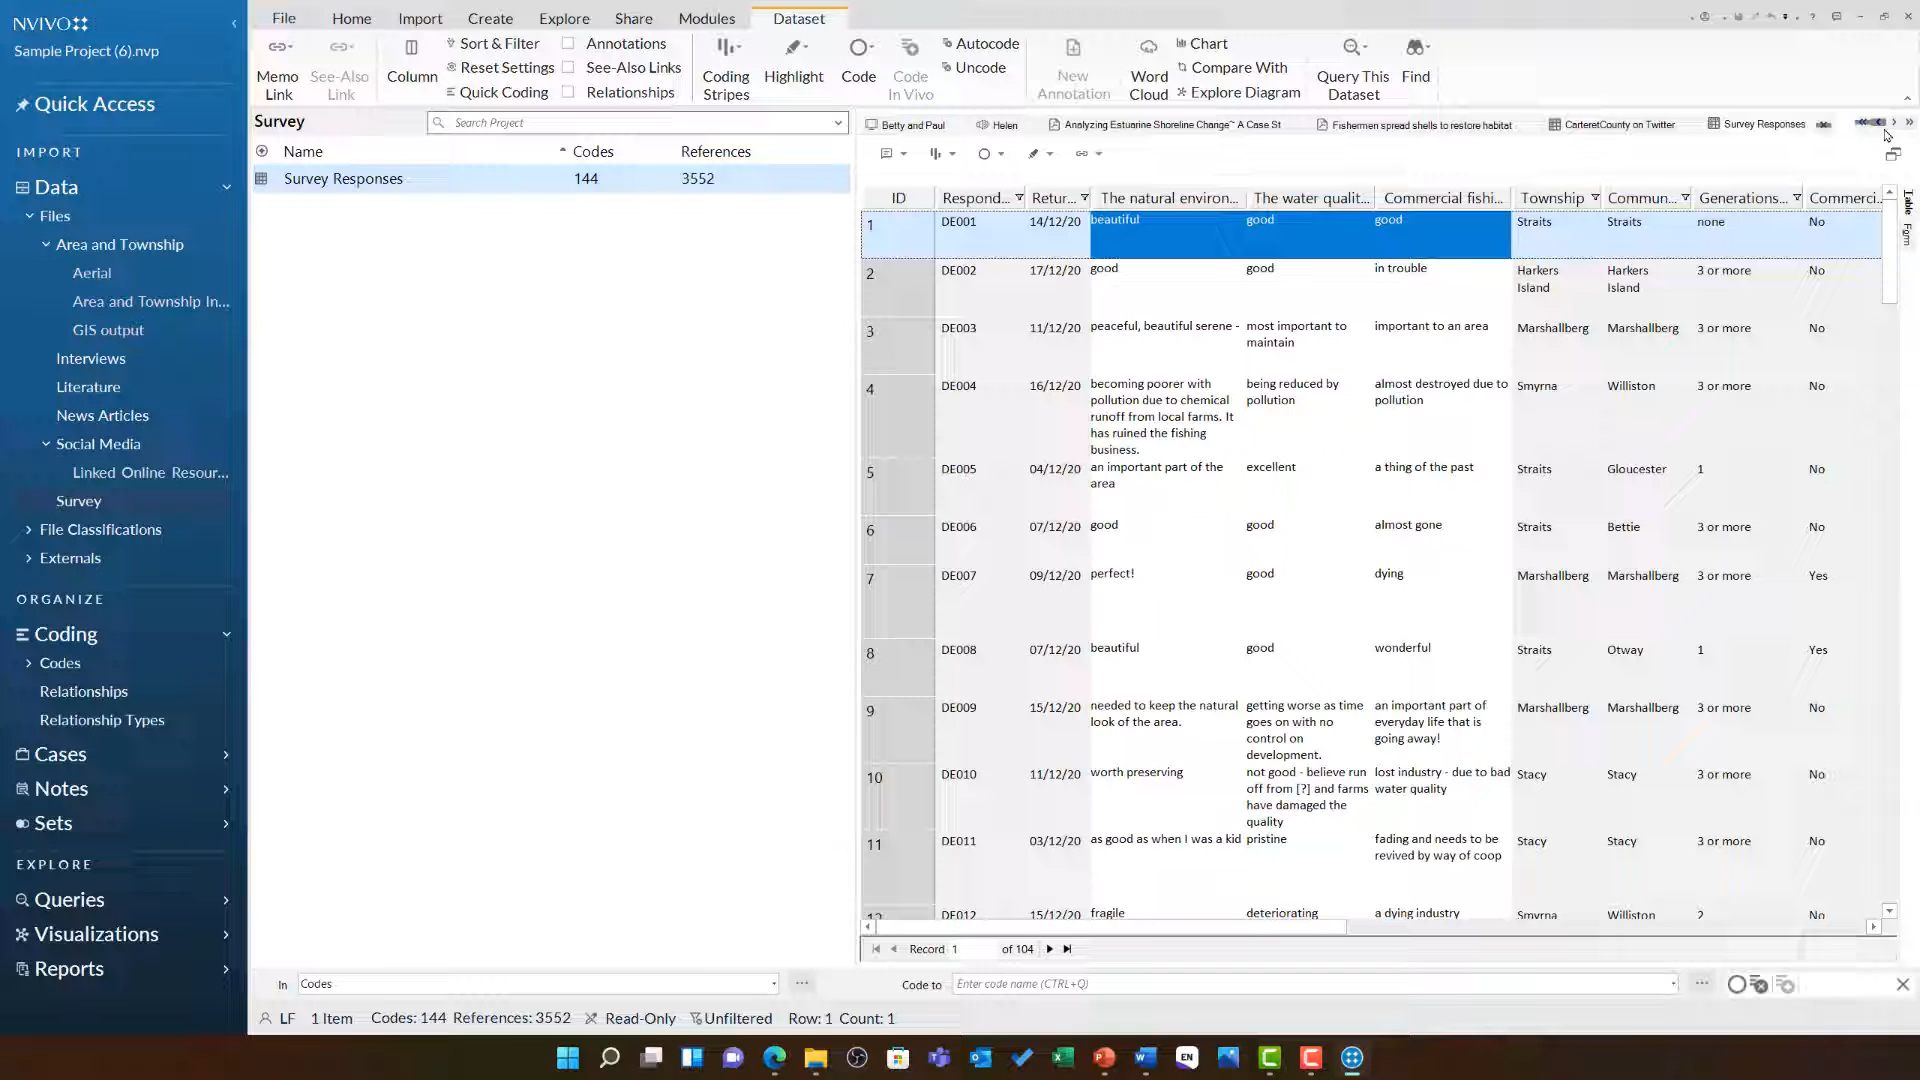 NVIVO
Sample Project (6).nvp
File Home Import Create Explore Share Modules Dataset
Memo Link
See-Also Link
Column
Sort & Filter
Reset Settings
Quick Coding
Annotations
See-Also Links
Relationships
Coding Stripes
Highlight
Code
Code In Vivo
Autocode
Uncode
New Annotation
Word Cloud
Chart
Compare With
Explore Diagram
Query This Dataset
Find
Quick Access
IMPORT
Data
Files
Area and Township
Aerial
Area and Township In...
GIS output
Interviews
Literature
News Articles
Social Media
Linked Online Resour...
Survey
File Classifications
Externals
ORGANIZE
Coding
Codes
Relationships
Relationship Types
Cases
Notes
Sets
EXPLORE
Queries
Visualizations
Reports
Survey
Search Project
Name Codes References
Survey Responses 144 3552
Betty and Paul Helen Analyzing Estuarine Shoreline Change~ A Case St Fishermen spread shells to restore habitat CarteretCounty on Twitter Survey Responses
Table
Form
ID Respond... Retur... The natural environ... The water qualit... Commercial fishi... Township Commun... Generations... Commerci...
1 DE001 14/12/20 beautiful good good Straits Straits none No
2 DE002 17/12/20 good good in trouble Harkers Island Harkers Island 3 or more No
3 DE003 11/12/20 peaceful, beautiful serene - most important to maintain important to an area Marshallberg Marshallberg 3 or more No
4 DE004 16/12/20 becoming poorer with pollution due to chemical runoff from local farms. It has ruined the fishing business. being reduced by pollution almost destroyed due to pollution Smyrna Williston 3 or more No
5 DE005 04/12/20 an important part of the area excellent a thing of the past Straits Gloucester 1 No
6 DE006 07/12/20 good good almost gone Straits Bettie 3 or more No
7 DE007 09/12/20 perfect! good dying Marshallberg Marshallberg 3 or more Yes
8 DE008 07/12/20 beautiful good wonderful Straits Otway 1 Yes
9 DE009 15/12/20 needed to keep the natural look of the area. getting worse as time goes on with no control on development. an important part of everyday life that is going away! Marshallberg Marshallberg 3 or more No
10 DE010 11/12/20 worth preserving not good - believe run off from [?] and farms have damaged the quality lost industry - due to bad water quality Stacy Stacy 3 or more No
11 DE011 03/12/20 as good as when I was a kid pristine fading and needs to be revived by way of coop Stacy Stacy 3 or more No
12 DE012 15/12/20 fragile deteriorating a dying industry Smyrna Williston 2 No
Record 1 of 104
In Codes Code to Enter code name (CTRL+Q)
LF 1 Item Codes: 144 References: 3552 Read-Only Unfiltered Row: 1 Count: 1
EN